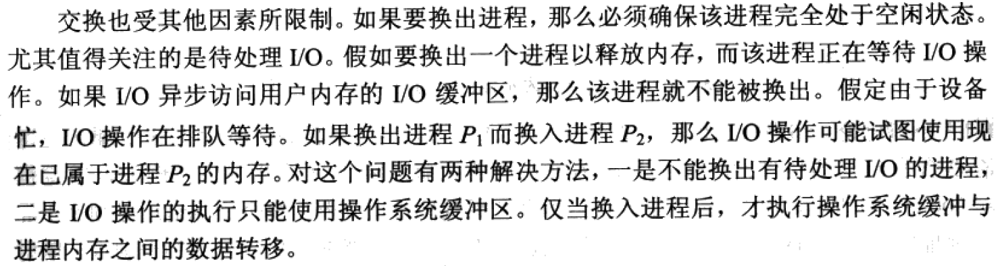 交换也受其他因素所限制。如果要换出进程，那么必须确保该进程完全处于空闲状态。
尤其值得关注的是待处理 I/O。假如要换出一个进程以释放内存，而该进程正在等待 I/O 操
作。如果 I/O 异步访问用户内存的 I/O 缓冲区，那么该进程就不能被换出。假定由于设备
忙，I/O 操作在排队等待。如果换出进程 P₁ 而换入进程 P₂，那么 I/O 操作可能试图使用现
在已属于进程 P₂ 的内存。对这个问题有两种解决方法，一是不能换出有待处理 I/O 的进程，
二是 I/O 操作的执行只能使用操作系统缓冲区。仅当换入进程后，才执行操作系统缓冲与
进程内存之间的数据转移。